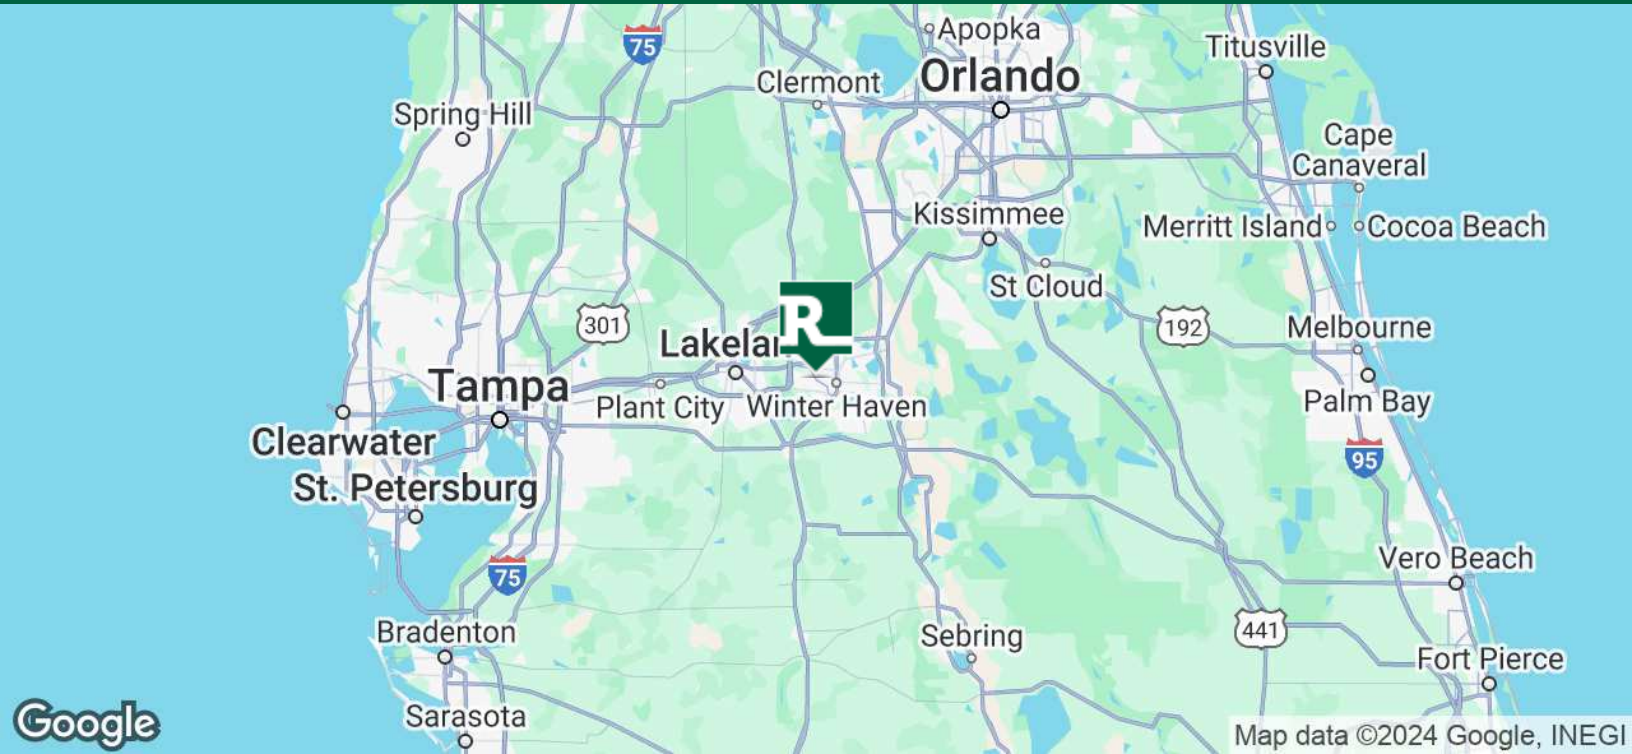 Apopka
75
Titusville
Orlando
Clermont
Spring Hill
Cape
Canaveral
Kissimmee
Merritt Island
Cocoa Beach
St Cloud
R
301
192
Melbourne
Lakelan
Tampa
Plant City
Winter Haven
Palm Bay
Clearwater
95
St. Petersburg
Vero Beach
75
Bradenton
Sebring
441
Fort Pierce
Sarasota
Google
Map data ©2024 Google, INEGI